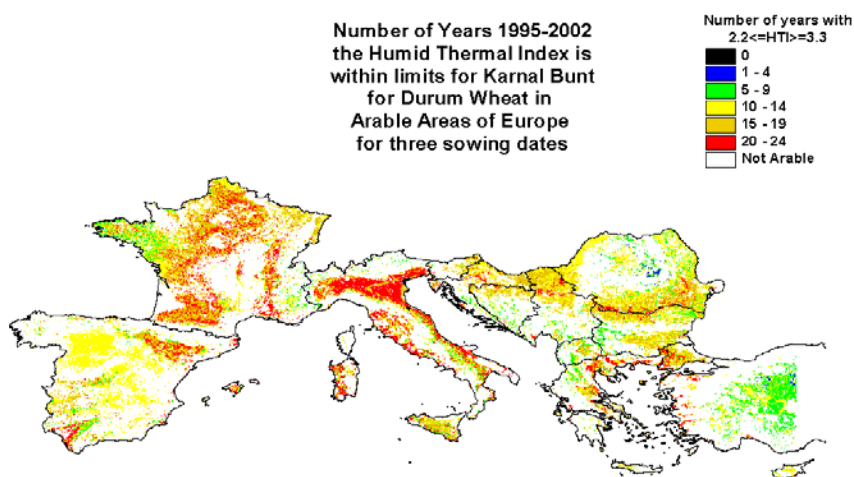 Number of Years 1995-2002
the Humid Thermal Index is
within limits for Karnal Bunt
for Durum Wheat in
Arable Areas of Europe
for three sowing dates
Number of years with
2.2<=HTI>=3.3
0
1 - 4
5 - 9
10 - 14
15 - 19
20 - 24
Not Arable